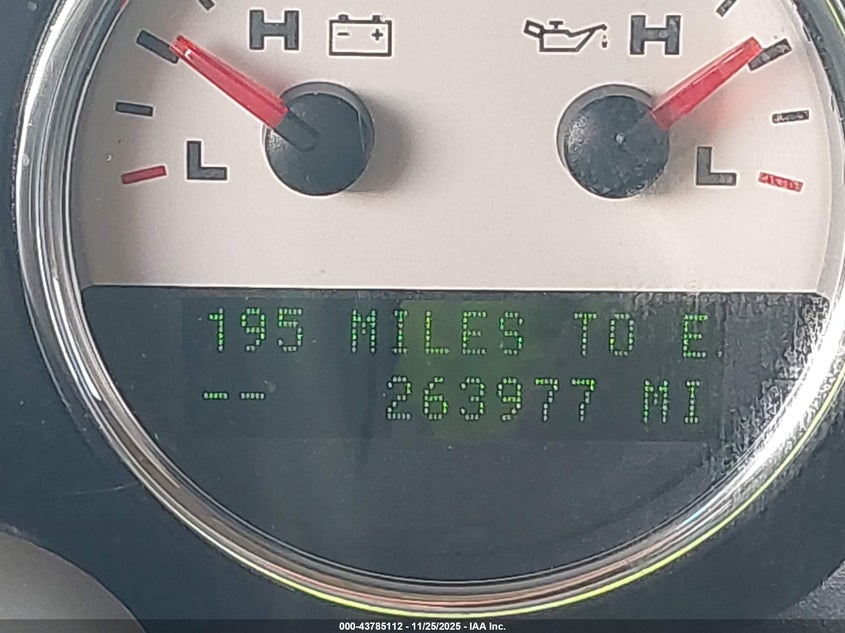 H H
L L
195 MILES TO E
-- 263977 MI
000-43785112 - 11/25/2025 - IAA Inc.